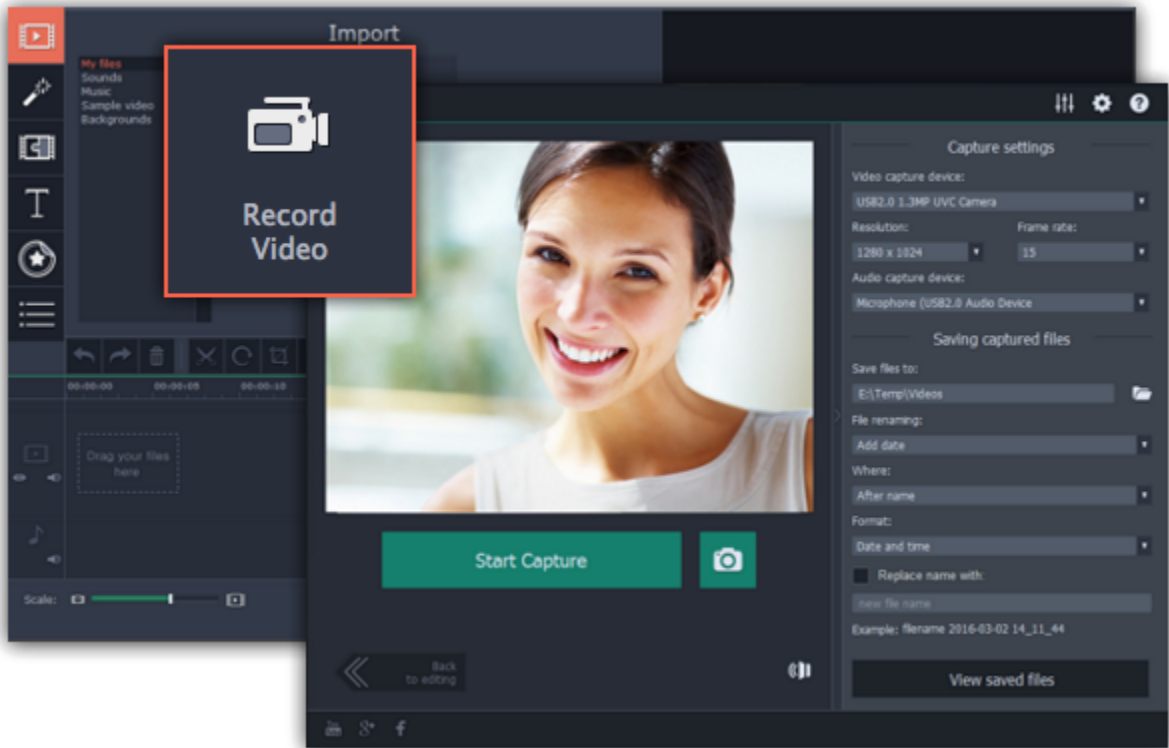 Import
My files
Sounds
Music
Sample video
Backgrounds
Record
Video
00:00:00 00:00:05 00:00:10
Drag your files
here
Scale:
Start Capture
Back
to editing
Capture settings
Video capture device:
USB2.0 1.3MP UVC Camera
Resolution: Frame rate:
1280 x 1024 15
Audio capture device:
Microphone (USB2.0 Audio Device
Saving captured files
Save files to:
E:\Temp\Videos
File renaming:
Add date
Where:
After name
Format:
Date and time
Replace name with:
new file name
Example: filename 2016-03-02 14_11_44
View saved files